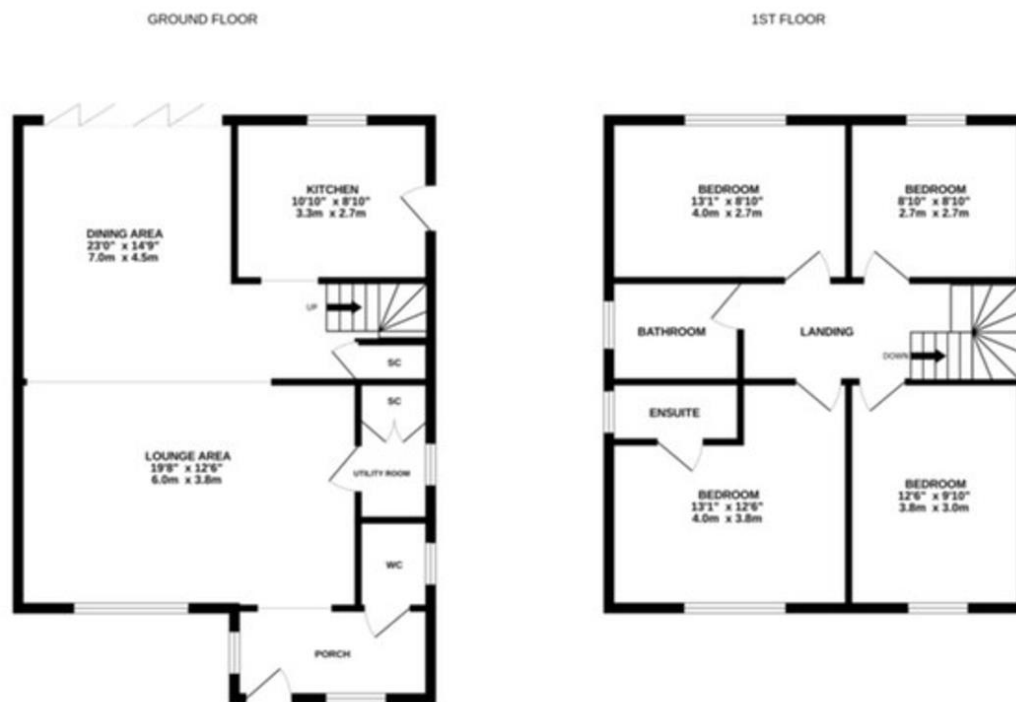 GROUND FLOOR
KITCHEN
10'10" x 8'10"
3.3m x 2.7m
DINING AREA
23'0" x 14'9"
7.0m x 4.5m
UP
SC
SC
LOUNGE AREA
19'8" x 12'6"
6.0m x 3.8m
UTILITY ROOM
WC
PORCH
1ST FLOOR
BEDROOM
13'1" x 8'10"
4.0m x 2.7m
BEDROOM
8'10" x 8'10"
2.7m x 2.7m
BATHROOM
LANDING
DOWN
ENSUITE
BEDROOM
13'1" x 12'6"
4.0m x 3.8m
BEDROOM
12'6" x 9'10"
3.8m x 3.0m